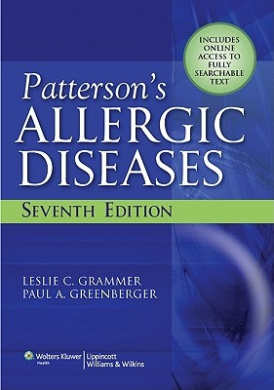 INCLUDES
ONLINE
ACCESS TO
FULLY
SEARCHABLE
TEXT
Patterson's
ALLERGIC
DISEASES
SEVENTH EDITION
LESLIE C. GRAMMER
PAUL A. GREENBERGER
Wolters Kluwer
Health
Lippincott
Williams & Wilkins